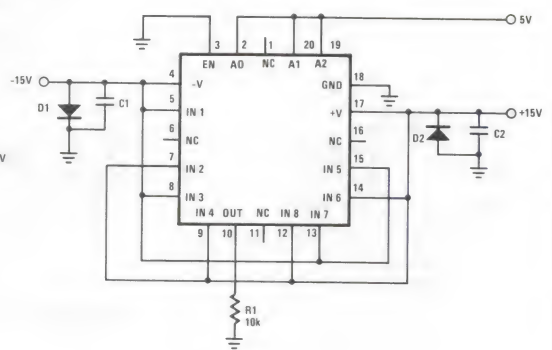 3 2 1 20 19
5V
EN A0 NC A1 A2
-15V
4 -V
GND 18
D1
C1
+V 17
+15V
5 IN 1
6 NC
NC 16
D2
C2
V
7 IN 2
IN 5 15
8 IN 3
IN 6 14
IN 4 OUT NC IN 8 IN 7
9 10 11 12 13
R1
10k